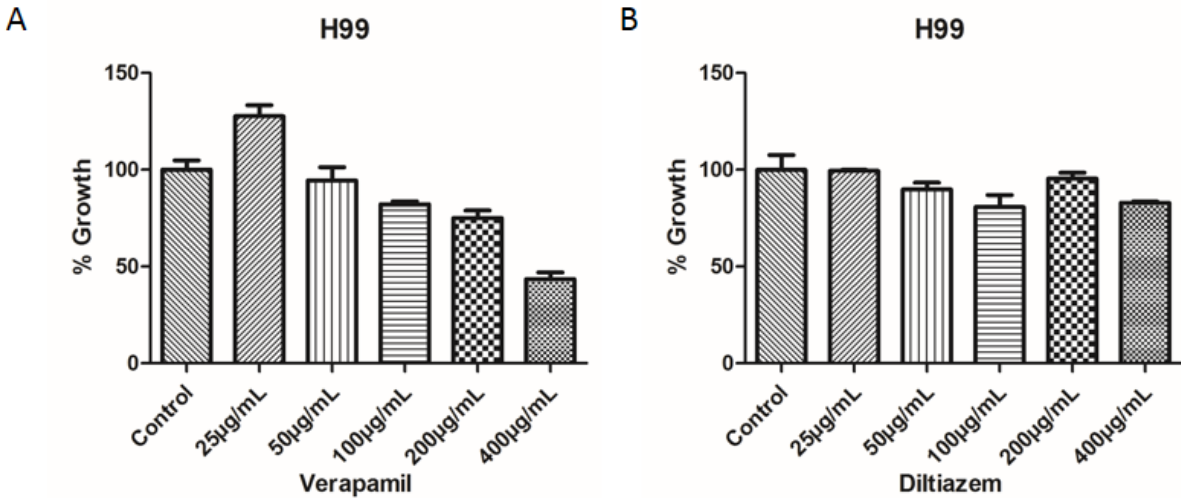 A
H99
% Growth
150
100
50
0
Control
25µg/mL
50µg/mL
100µg/mL
200µg/mL
400µg/mL
Verapamil
B
H99
% Growth
150
100
50
0
Control
25µg/mL
50µg/mL
100µg/mL
200µg/mL
400µg/mL
Diltiazem